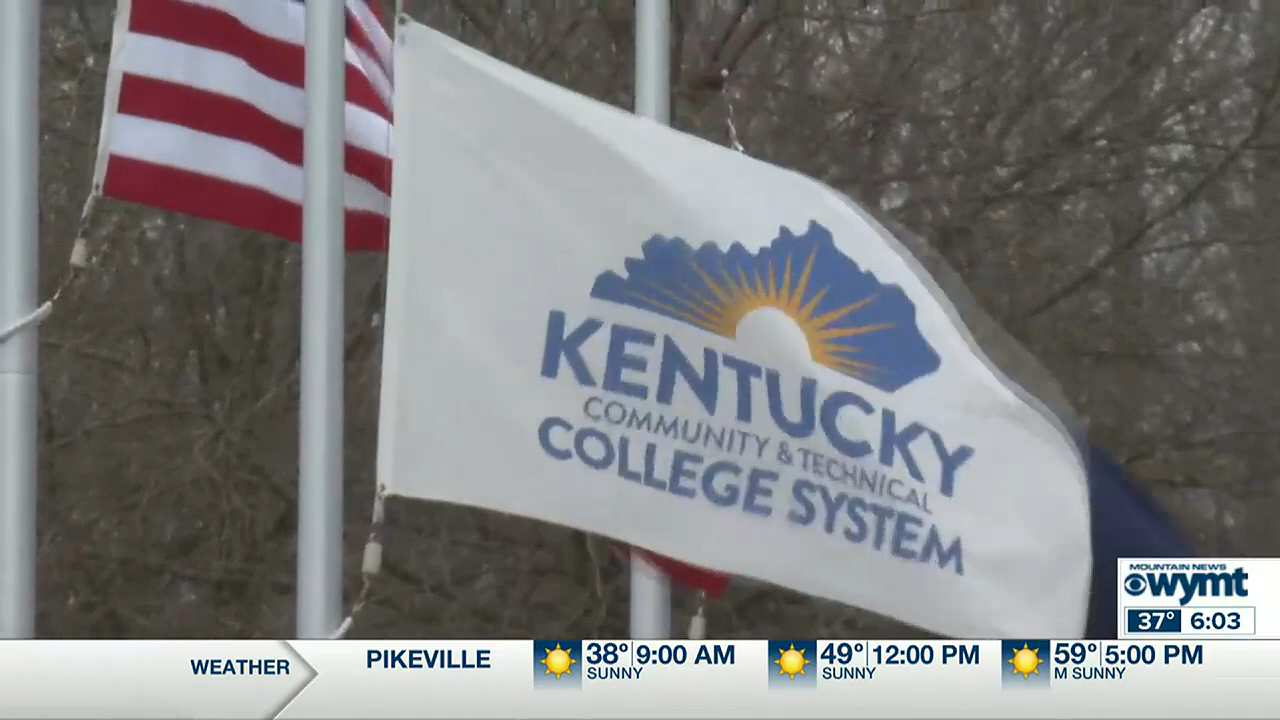 KENTUCKY
COMMUNITY & TECHNICAL
COLLEGE SYSTEM
MOUNTAIN NEWS
wymt
37° 6:03
WEATHER
PIKEVILLE
38° 9:00 AM
SUNNY
49° 12:00 PM
SUNNY
59° 5:00 PM
M SUNNY